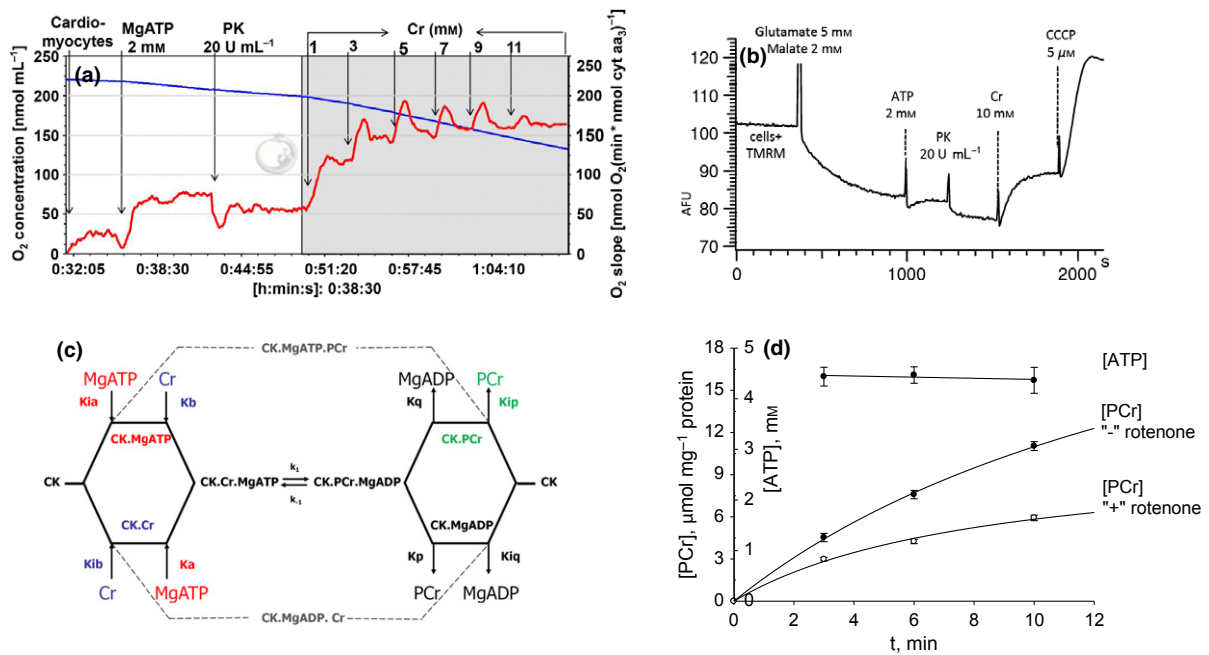 (a)
Cardio-
myocytes
MgATP
2 mM
PK
20 U mL⁻¹
Cr (mM)
1 3 5 7 9 11
O₂ concentration [nmol mL⁻¹]
250
200
150
100
50
0
250
200
150
100
50
0
O₂ slope [nmol O₂(min* nmol cyt aa₃)⁻¹
0:32:05 0:38:30 0:44:55 0:51:20 0:57:45 1:04:10
[h:min:s]: 0:38:30
(b)
Glutamate 5 mM
Malate 2 mM
CCCP
5 µM
ATP
2 mM
Cr
10 mM
PK
20 U mL⁻¹
cells+
TMRM
AFU
120
110
100
90
80
70
0 1000 2000 s
(c)
CK.MgATP.PCr
MgATP Cr
Kia Kb
CK.MgATP
MgADP PCr
Kq Kip
CK.PCr
CK
CK.Cr.MgATP
k₁
k₋₁
CK.PCr.MgADP
CK
CK.Cr
Kib Ka
Cr MgATP
CK.MgADP
Kp Kiq
PCr MgADP
CK.MgADP. Cr
(d)
[PCr], µmol mg⁻¹ protein
18
15
12
9
6
3
0
[ATP], mM
5
4
3
2
1
0
[ATP]
[PCr]
"-" rotenone
[PCr]
"+" rotenone
0 2 4 6 8 10 12
t, min